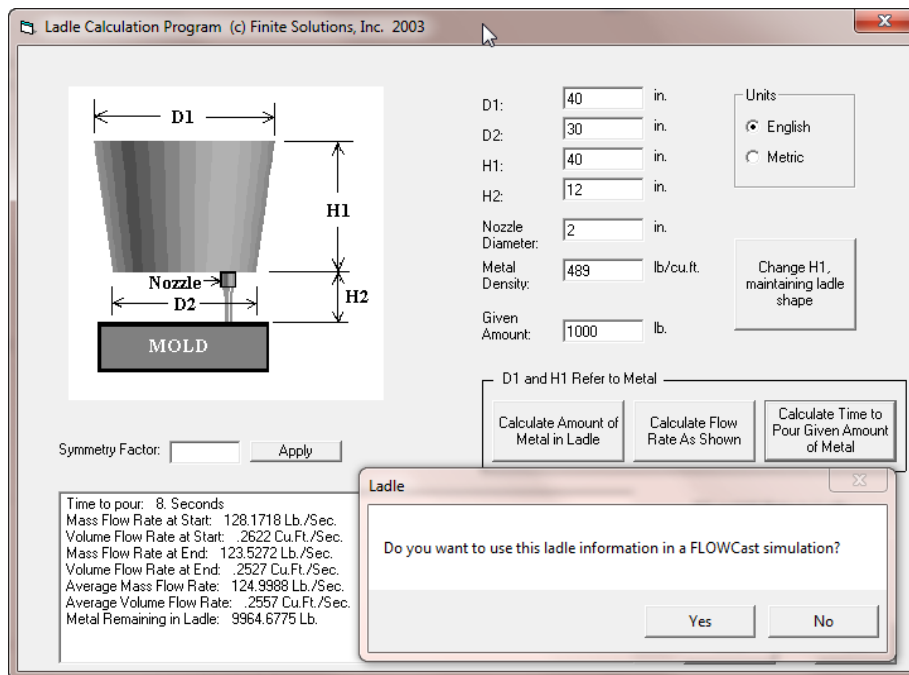 Ladle Calculation Program (c) Finite Solutions, Inc. 2003
D1
H1
Nozzle
D2
H2
MOLD
D1: 40 in.
D2: 30 in.
H1: 40 in.
H2: 12 in.
Nozzle
Diameter: 2 in.
Metal
Density: 489 lb/cu.ft.
Given
Amount: 1000 lb.
Units
English
Metric
Change H1,
maintaining ladle
shape
D1 and H1 Refer to Metal
Calculate Amount of
Metal in Ladle
Calculate Flow
Rate As Shown
Calculate Time to
Pour Given Amount
of Metal
Symmetry Factor:
Apply
Time to pour: 8. Seconds
Mass Flow Rate at Start: 128.1718 Lb./Sec.
Volume Flow Rate at Start: .2622 Cu.Ft./Sec.
Mass Flow Rate at End: 123.5272 Lb./Sec.
Volume Flow Rate at End: .2527 Cu.Ft./Sec.
Average Mass Flow Rate: 124.9988 Lb./Sec.
Average Volume Flow Rate: .2557 Cu.Ft./Sec.
Metal Remaining in Ladle: 9964.6775 Lb.
Ladle
Do you want to use this ladle information in a FLOWCast simulation?
Yes
No